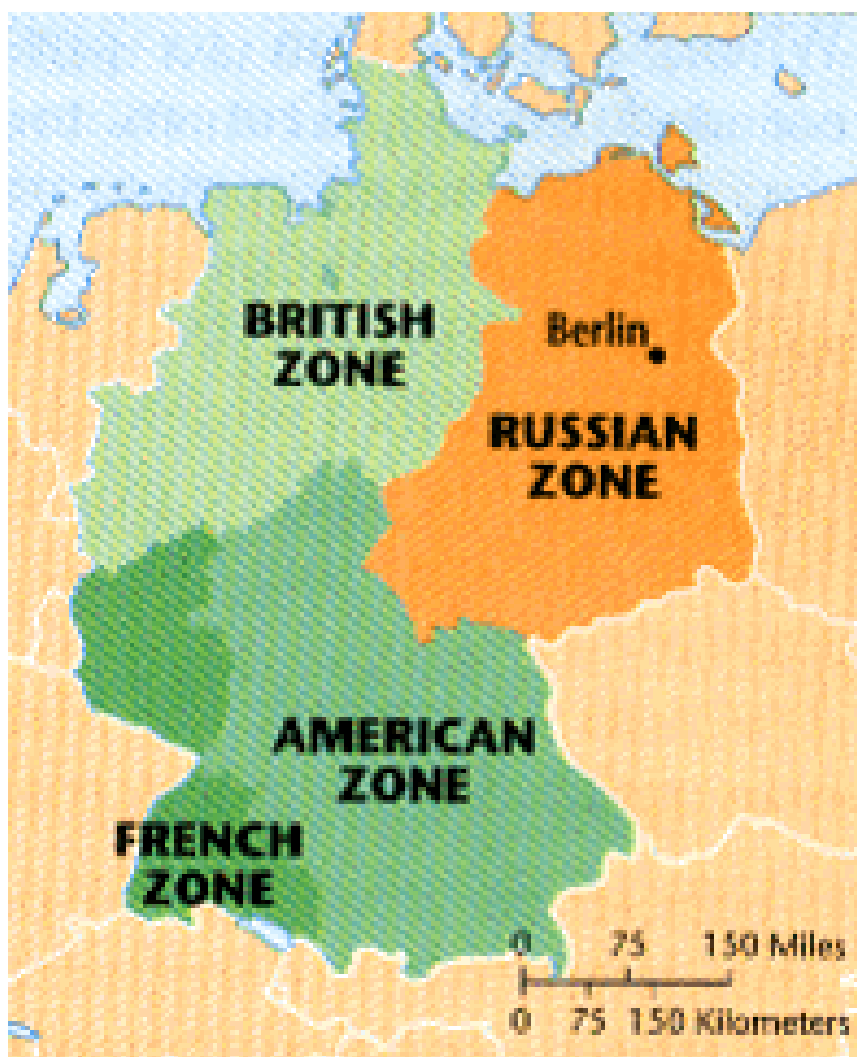 BRITISH
ZONE
Berlin
RUSSIAN
ZONE
AMERICAN
ZONE
FRENCH
ZONE
0 75 150 Miles
0 75 150 Kilometers